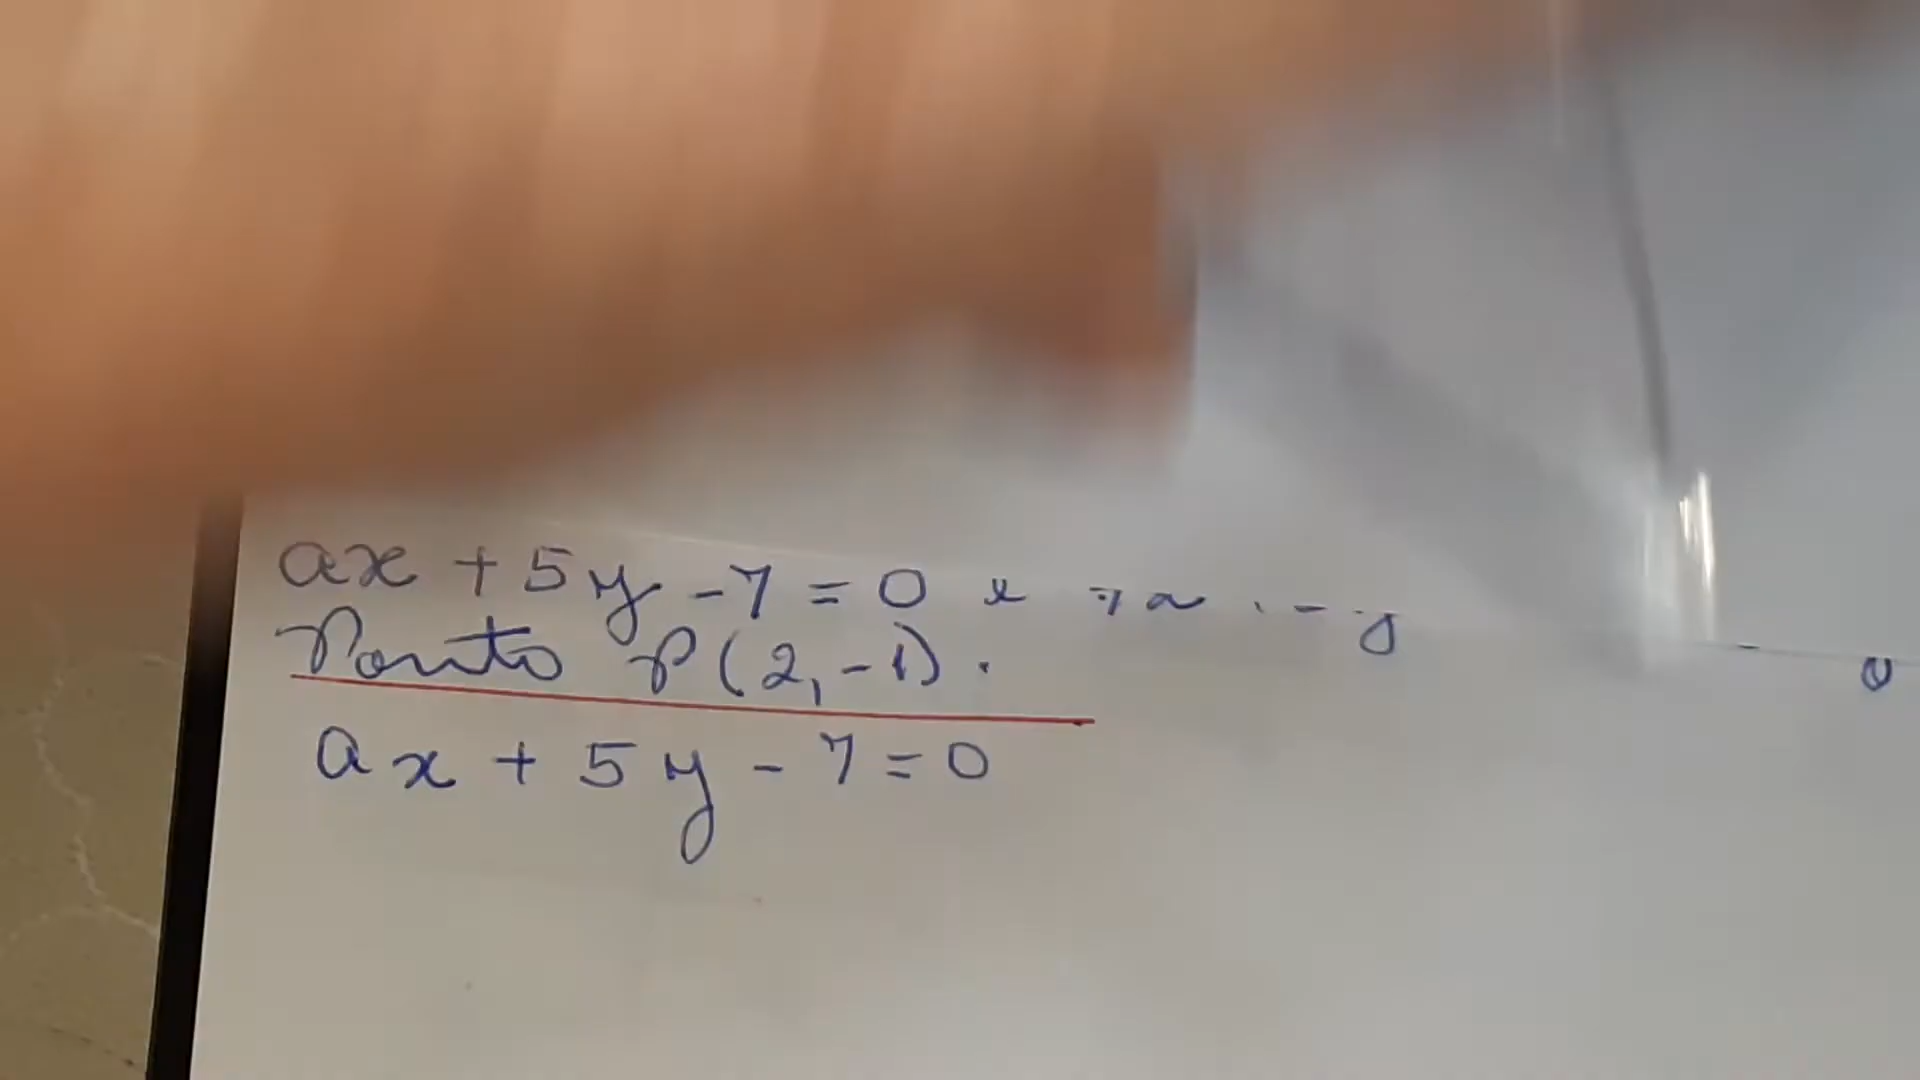 ax + 5y - 7 = 0 e
Ponto P(2, -1).
ax + 5y - 7 = 0